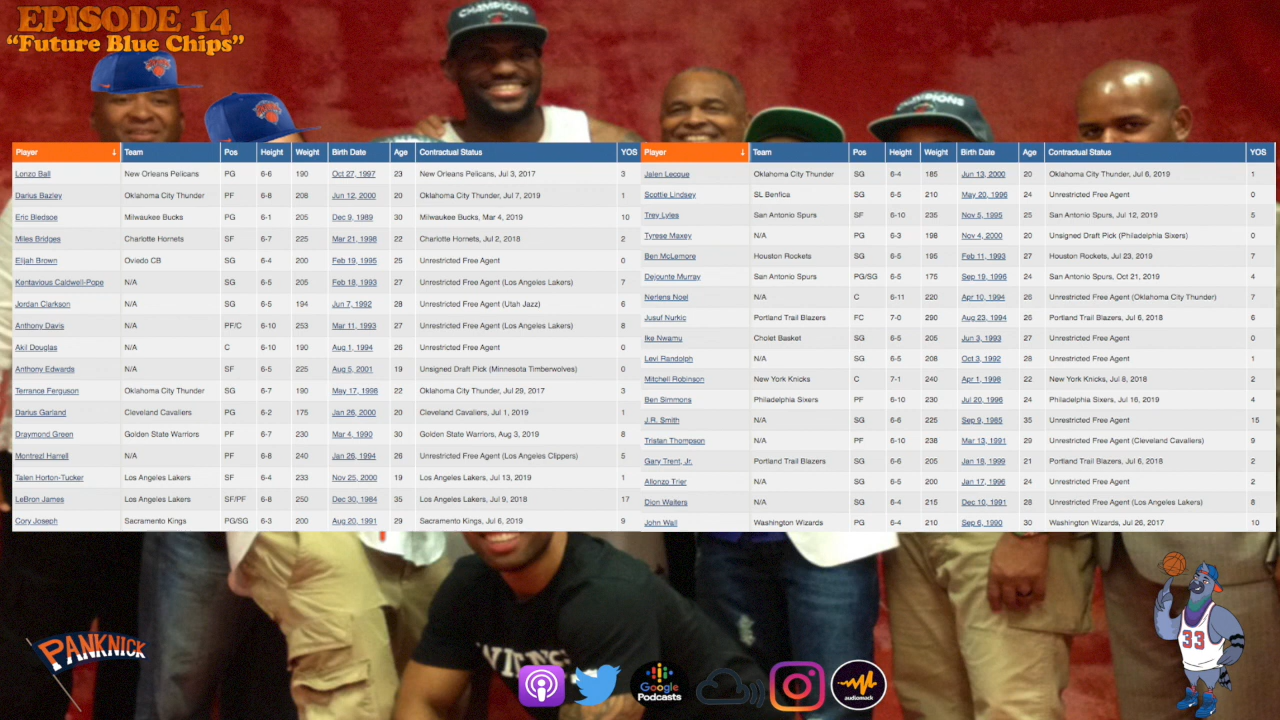 EPISODE 14
“Future Blue Chips”
CHAMPIONS
CHAMPIONS
Player ↓ Team Pos Height Weight Birth Date Age Contractual Status YOS
Lonzo Ball New Orleans Pelicans PG 6-6 190 Oct 27, 1997 23 New Orleans Pelicans, Jul 3, 2017 3
Darius Bazley Oklahoma City Thunder PF 6-8 208 Jun 12, 2000 20 Oklahoma City Thunder, Jul 7, 2019 1
Eric Bledsoe Milwaukee Bucks PG 6-1 205 Dec 9, 1989 30 Milwaukee Bucks, Mar 4, 2019 10
Miles Bridges Charlotte Hornets SF 6-7 225 Mar 21, 1998 22 Charlotte Hornets, Jul 2, 2018 2
Elijah Brown Oviedo CB SG 6-4 200 Feb 19, 1995 25 Unrestricted Free Agent 0
Kentavious Caldwell-Pope N/A SG 6-5 205 Feb 18, 1993 27 Unrestricted Free Agent (Los Angeles Lakers) 7
Jordan Clarkson N/A SG 6-5 194 Jun 7, 1992 28 Unrestricted Free Agent (Utah Jazz) 6
Anthony Davis N/A PF/C 6-10 253 Mar 11, 1993 27 Unrestricted Free Agent (Los Angeles Lakers) 8
Akil Douglas N/A C 6-10 190 Aug 1, 1994 26 Unrestricted Free Agent 0
Anthony Edwards N/A SF 6-5 225 Aug 5, 2001 19 Unsigned Draft Pick (Minnesota Timberwolves) 0
Terrance Ferguson Oklahoma City Thunder SG 6-7 190 May 17, 1998 22 Oklahoma City Thunder, Jul 29, 2017 3
Darius Garland Cleveland Cavaliers PG 6-2 175 Jan 26, 2000 20 Cleveland Cavaliers, Jul 1, 2019 1
Draymond Green Golden State Warriors PF 6-7 230 Mar 4, 1990 30 Golden State Warriors, Aug 3, 2019 8
Montrezl Harrell N/A PF 6-8 240 Jan 26, 1994 26 Unrestricted Free Agent (Los Angeles Clippers) 5
Talen Horton-Tucker Los Angeles Lakers SF 6-4 233 Nov 25, 2000 19 Los Angeles Lakers, Jul 13, 2019 1
LeBron James Los Angeles Lakers SF/PF 6-8 250 Dec 30, 1984 35 Los Angeles Lakers, Jul 9, 2018 17
Cory Joseph Sacramento Kings PG/SG 6-3 200 Aug 20, 1991 29 Sacramento Kings, Jul 6, 2019 9
Player ↓ Team Pos Height Weight Birth Date Age Contractual Status YOS
Jalen Lecque Oklahoma City Thunder SG 6-4 185 Jun 13, 2000 20 Oklahoma City Thunder, Jul 6, 2019 1
Scottie Lindsey SL Benfica SG 6-5 210 May 20, 1996 24 Unrestricted Free Agent 0
Trey Lyles San Antonio Spurs SF 6-10 235 Nov 5, 1995 25 San Antonio Spurs, Jul 12, 2019 5
Tyrese Maxey N/A PG 6-3 198 Nov 4, 2000 20 Unsigned Draft Pick (Philadelphia Sixers) 0
Ben McLemore Houston Rockets SG 6-5 195 Feb 11, 1993 27 Houston Rockets, Jul 23, 2019 7
Dejounte Murray San Antonio Spurs PG/SG 6-5 175 Sep 19, 1996 24 San Antonio Spurs, Oct 21, 2019 4
Nerlens Noel N/A C 6-11 220 Apr 10, 1994 26 Unrestricted Free Agent (Oklahoma City Thunder) 7
Jusuf Nurkic Portland Trail Blazers FC 7-0 290 Aug 23, 1994 26 Portland Trail Blazers, Jul 6, 2018 6
Ike Nwamu Cholet Basket SG 6-5 205 Jun 3, 1993 27 Unrestricted Free Agent 0
Levi Randolph N/A SG 6-5 208 Oct 3, 1992 28 Unrestricted Free Agent 1
Mitchell Robinson New York Knicks C 7-1 240 Apr 1, 1998 22 New York Knicks, Jul 8, 2018 2
Ben Simmons Philadelphia Sixers PF 6-10 230 Jul 20, 1996 24 Philadelphia Sixers, Jul 16, 2019 4
J.R. Smith N/A SG 6-6 225 Sep 9, 1985 35 Unrestricted Free Agent 15
Tristan Thompson N/A PF 6-10 238 Mar 13, 1991 29 Unrestricted Free Agent (Cleveland Cavaliers) 9
Gary Trent, Jr. Portland Trail Blazers SG 6-6 205 Jan 18, 1999 21 Portland Trail Blazers, Jul 6, 2018 2
Allonzo Trier N/A SG 6-5 200 Jan 17, 1996 24 Unrestricted Free Agent 2
Dion Waiters N/A SG 6-4 215 Dec 10, 1991 28 Unrestricted Free Agent (Los Angeles Lakers) 8
John Wall Washington Wizards PG 6-4 210 Sep 6, 1990 30 Washington Wizards, Jul 26, 2017 10
PANKNICK
Google
Podcasts
audiomack
33